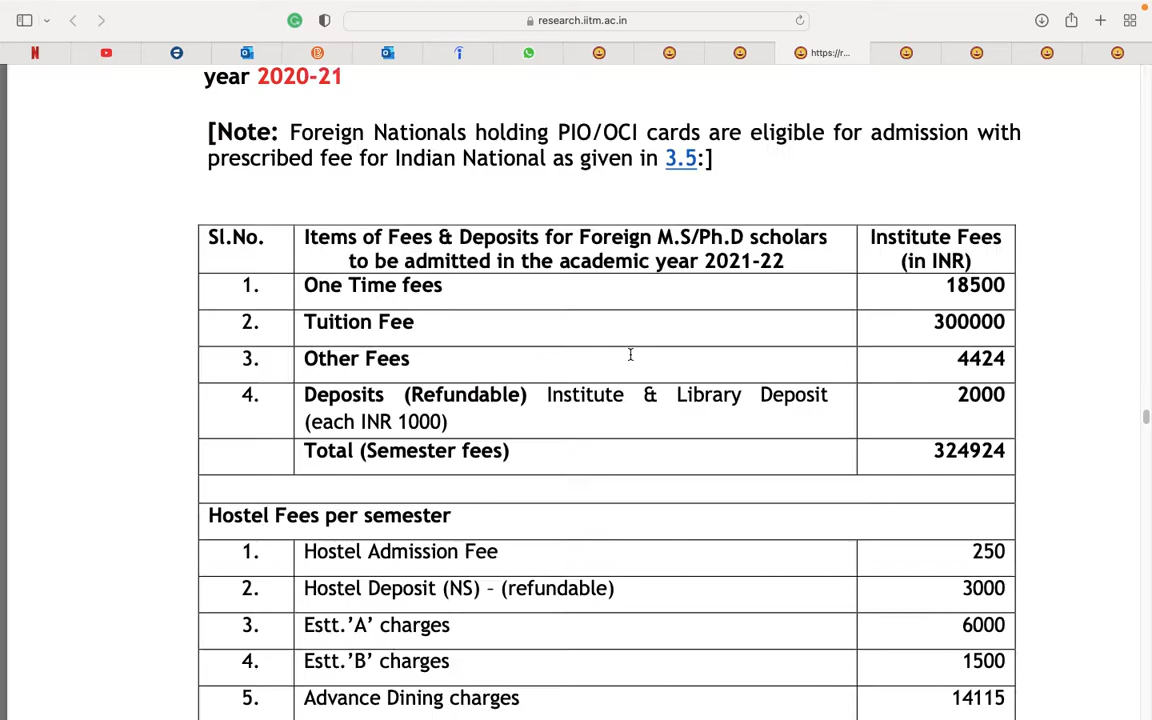 research.iitm.ac.in
https://r...
year 2020-21
[Note: Foreign Nationals holding PIO/OCI cards are eligible for admission with
prescribed fee for Indian National as given in 3.5:]
Sl.No. Items of Fees & Deposits for Foreign M.S/Ph.D scholars to be admitted in the academic year 2021-22 Institute Fees (in INR)
1. One Time fees 18500
2. Tuition Fee 300000
3. Other Fees 4424
4. Deposits (Refundable) Institute & Library Deposit 2000
(each INR 1000)
Total (Semester fees) 324924
Hostel Fees per semester
1. Hostel Admission Fee 250
2. Hostel Deposit (NS) – (refundable) 3000
3. Estt.’A’ charges 6000
4. Estt.’B’ charges 1500
5. Advance Dining charges 14115